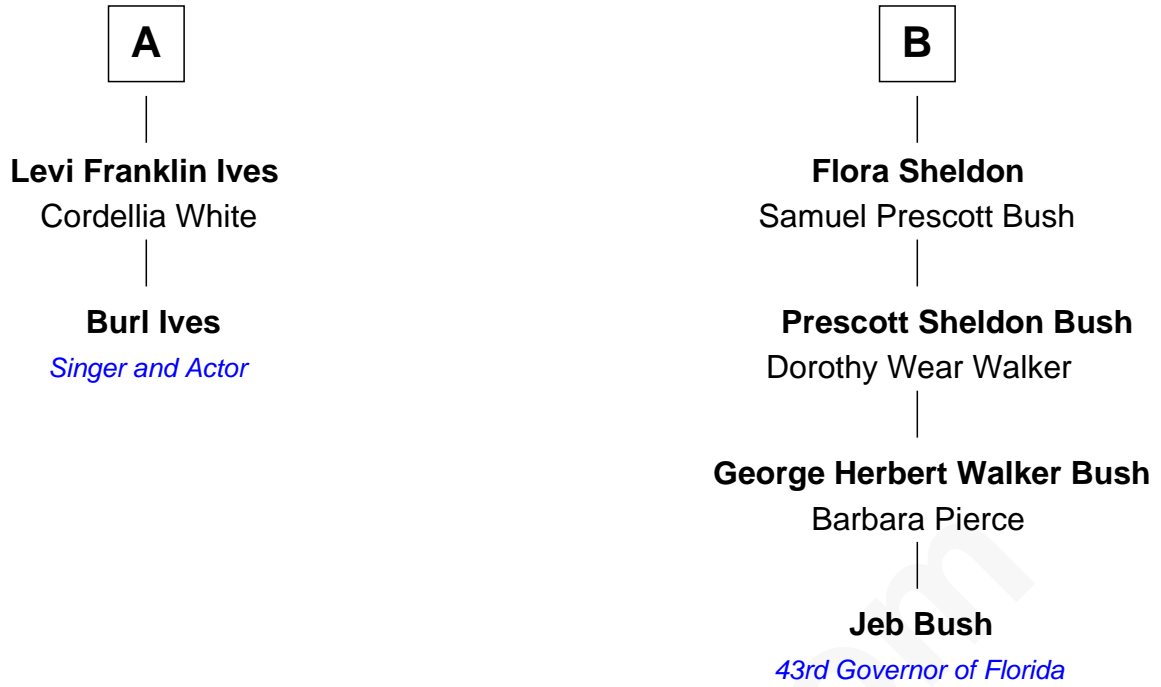 A
Levi Franklin Ives
Cordellia White
Burl Ives
Singer and Actor
B
Flora Sheldon
Samuel Prescott Bush
Prescott Sheldon Bush
Dorothy Wear Walker
George Herbert Walker Bush
Barbara Pierce
Jeb Bush
43rd Governor of Florida
om